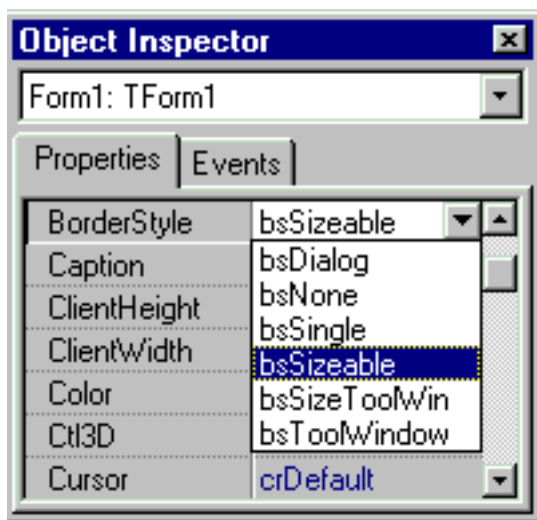 Object Inspector
Form1: TForm1
Properties Events
BorderStyle bsSizeable
Caption bsDialog
bsNone
ClientHeight bsSingle
ClientWidth bsSizeable
Color bsSizeToolWin
Ctl3D bsToolWindow
Cursor crDefault